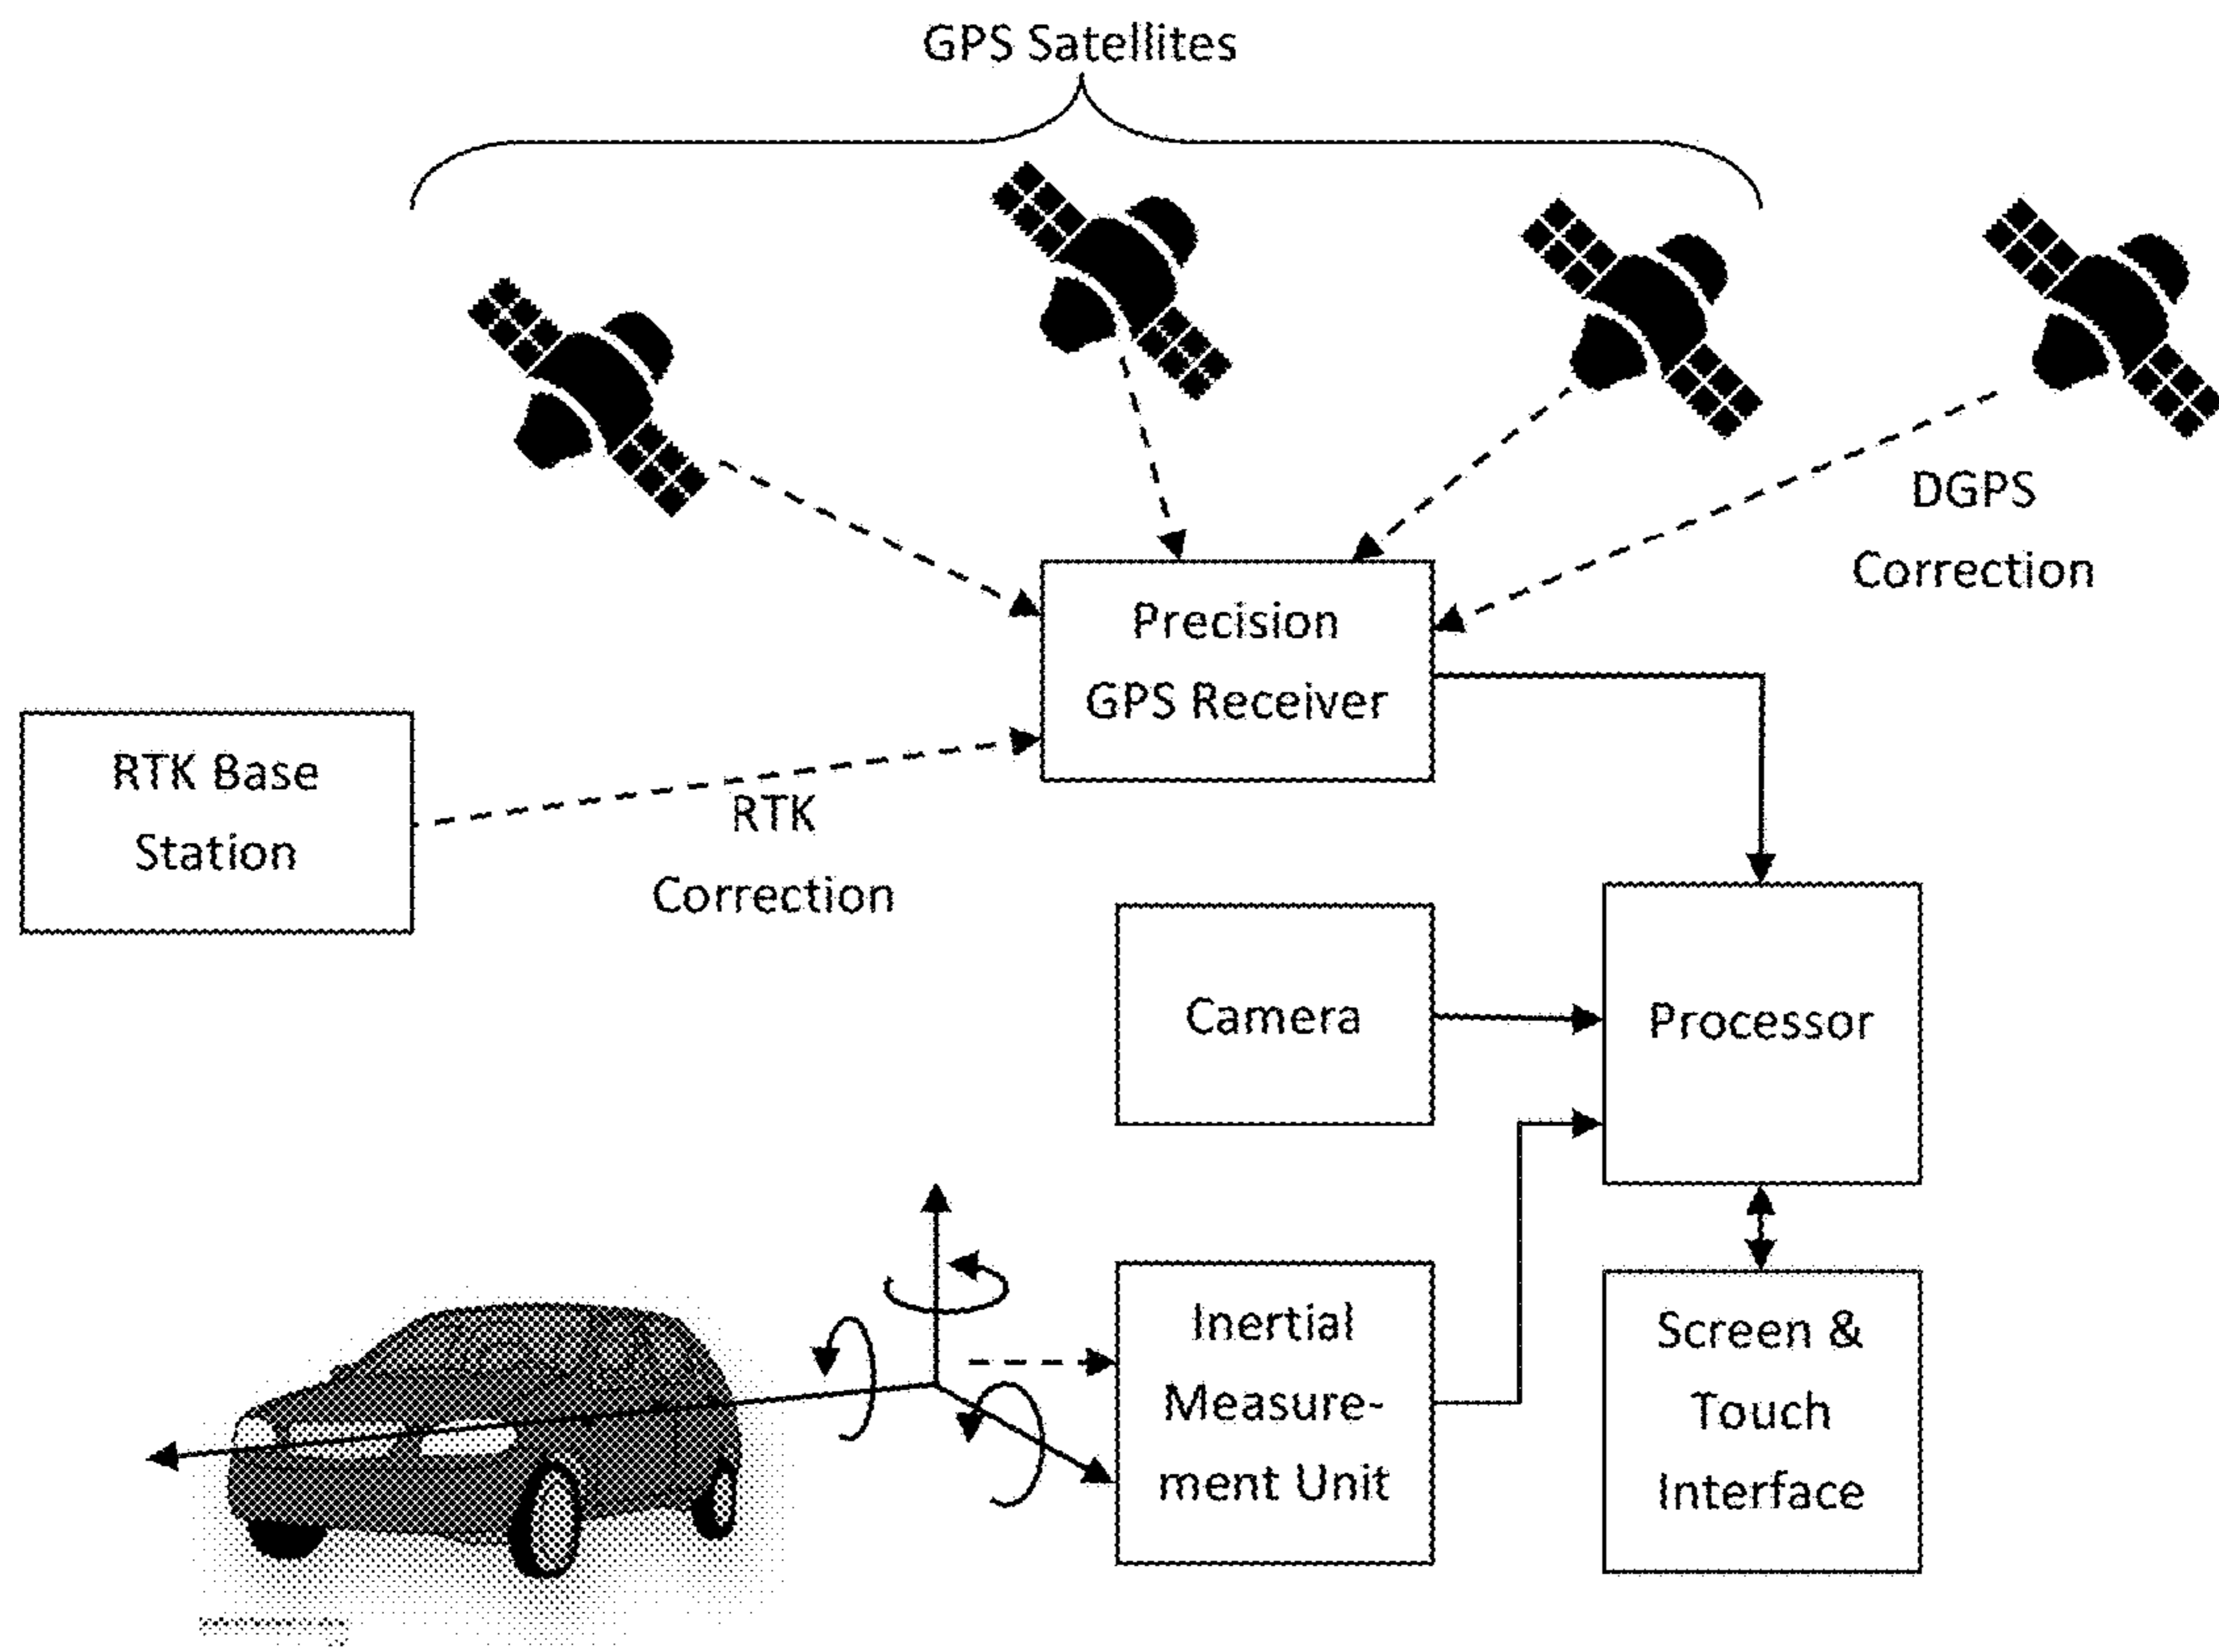 GPS Satellites
DGPS
Correction
Precision
GPS Receiver
RTK Base
Station
RTK
Correction
Camera
Processor
Inertial
Measure-
ment Unit
Screen &
Touch
Interface